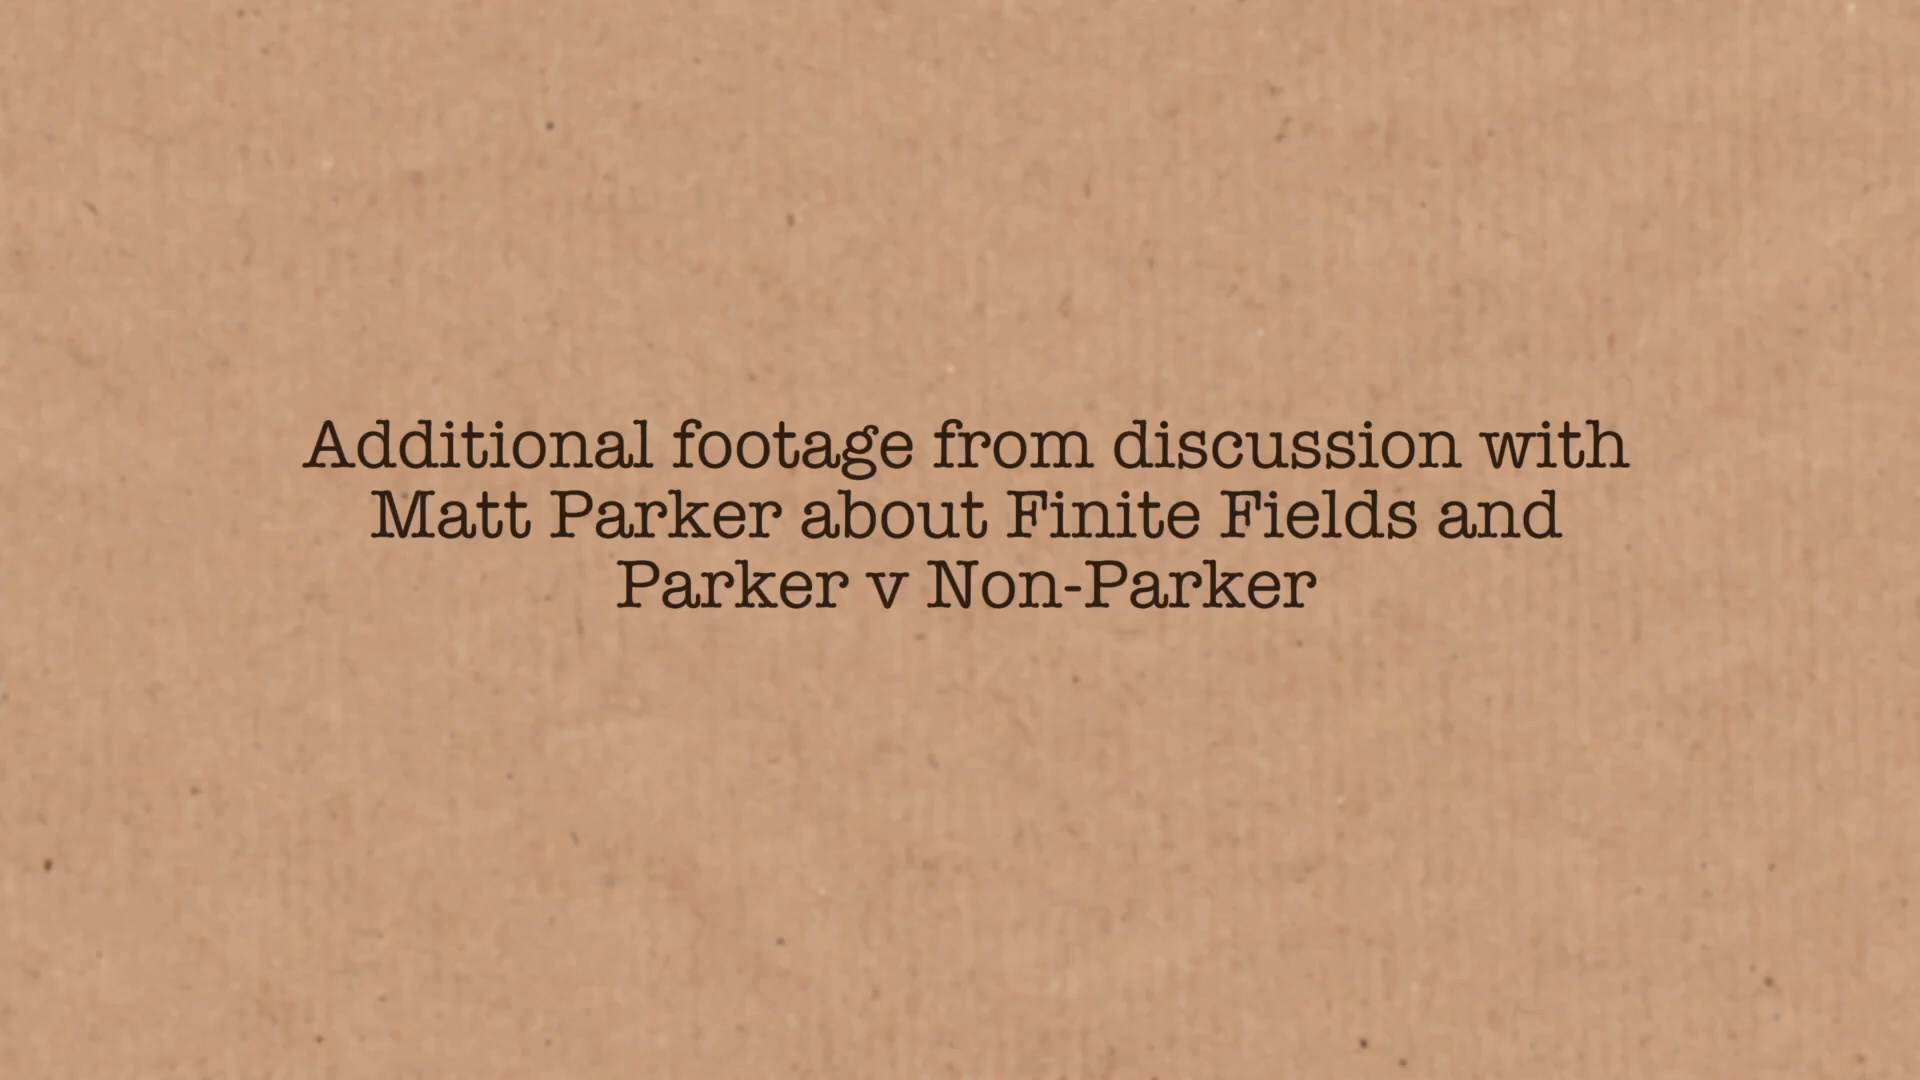 Additional footage from discussion with
Matt Parker about Finite Fields and
Parker v Non-Parker